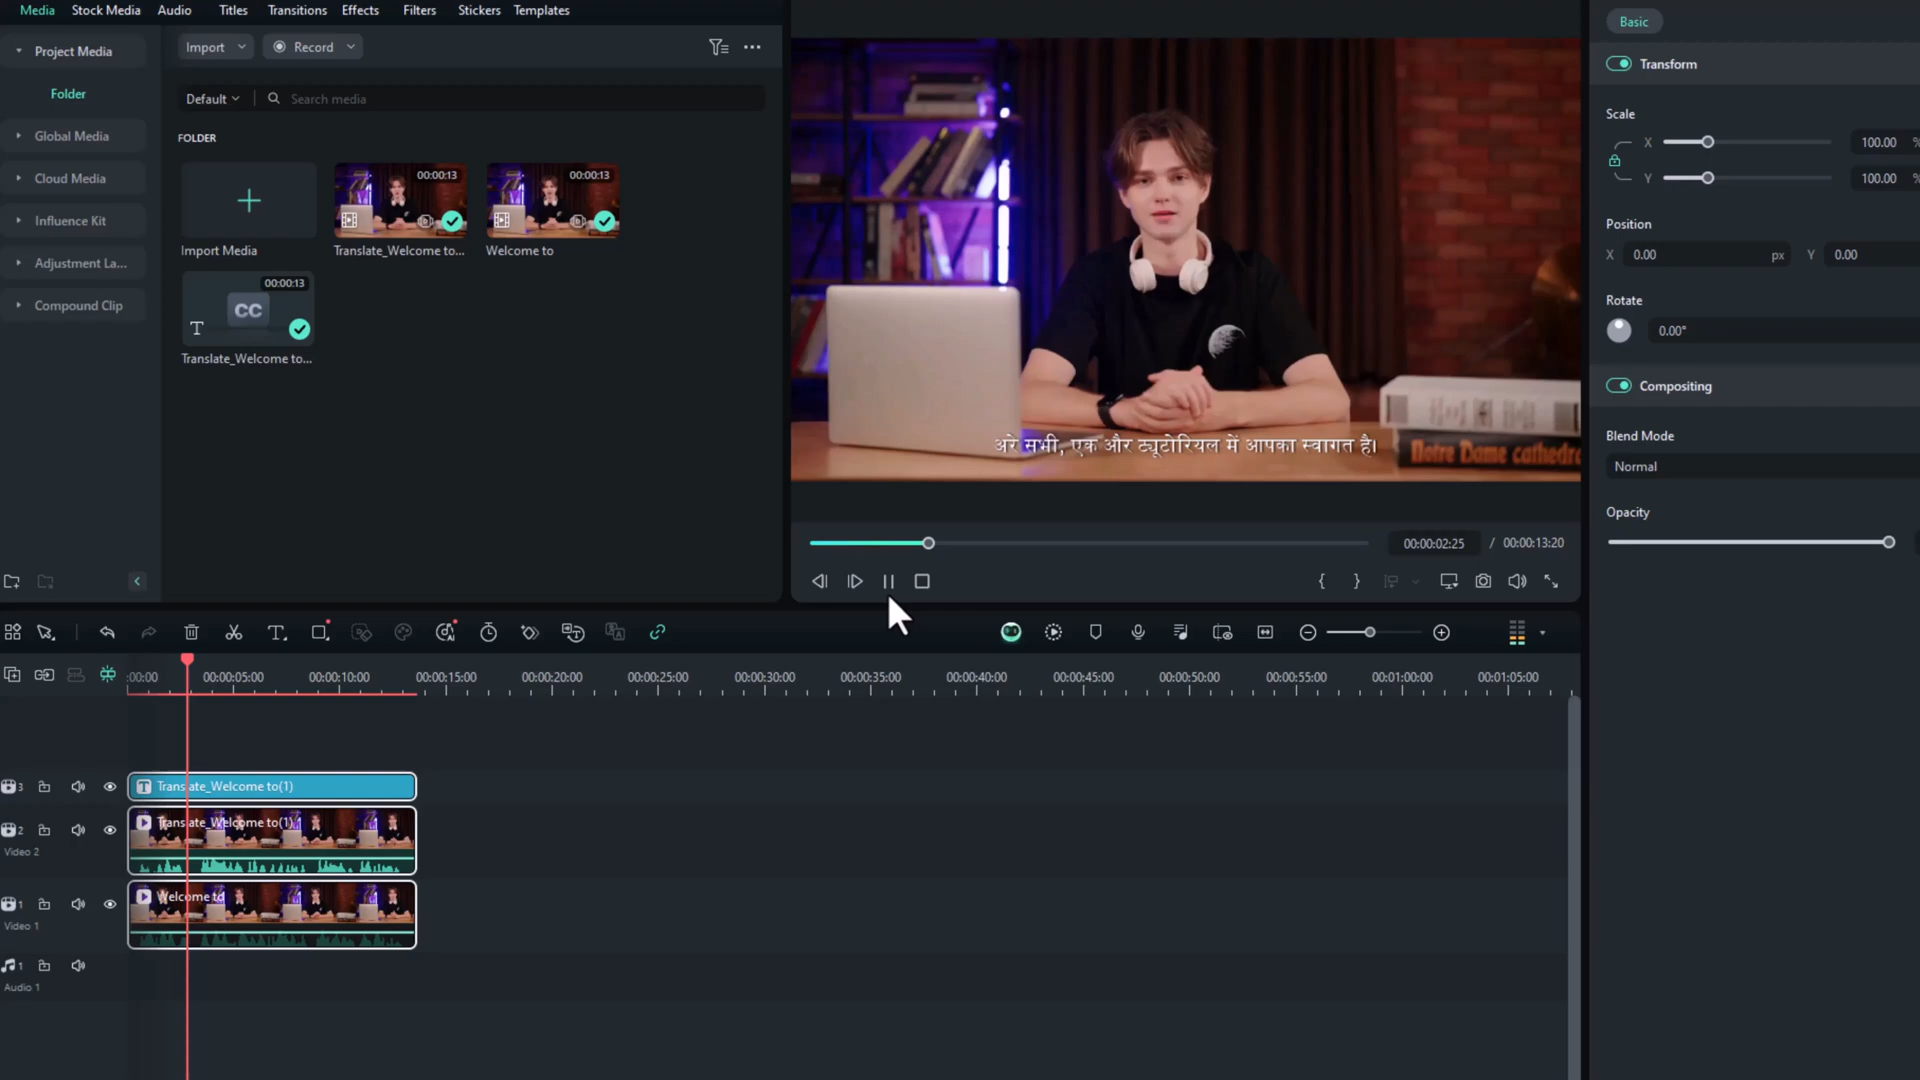 Media Stock Media Audio Titles Transitions Effects Filters Stickers Templates
Project Media
Folder
Global Media
Cloud Media
Influence Kit
Adjustment La...
Compound Clip
Import Record
Default Search media
FOLDER
Import Media
00:00:13
Translate_Welcome to...
00:00:13
Welcome to
00:00:13
CC
T
Translate_Welcome to...
अरे सभी, एक और ट्यूटोरियल में आपका स्वागत है।
Notre Dame cathedr
00:00:02:25 / 00:00:13:20
Basic
Transform
Scale
X 100.00 %
Y 100.00 %
Position
X 0.00 px Y 0.00
Rotate
0.00°
Compositing
Blend Mode
Normal
Opacity
:00:00 00:00:05:00 00:00:10:00 00:00:15:00 00:00:20:00 00:00:25:00 00:00:30:00 00:00:35:00 00:00:40:00 00:00:45:00 00:00:50:00 00:00:55:00 00:01:00:00 00:01:05:00
3 T Translate_Welcome to(1)
2 Translate_Welcome to(1)
Video 2
1 Welcome to
Video 1
1
Audio 1